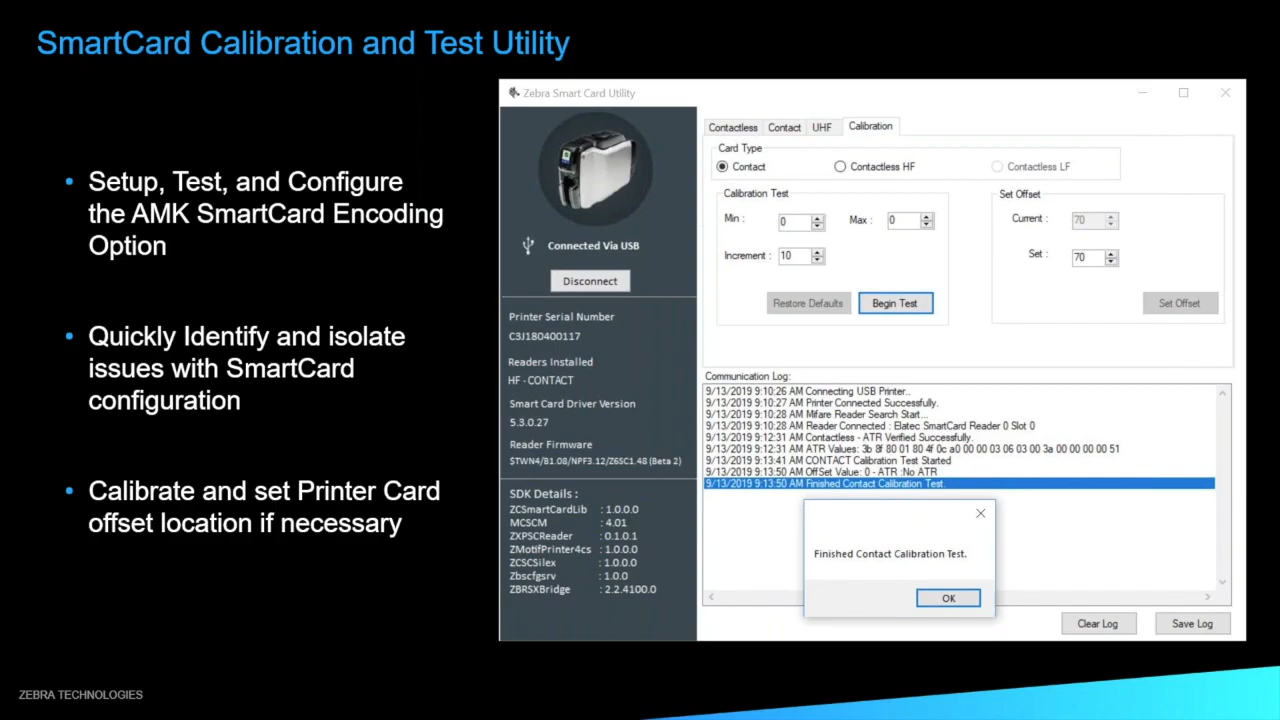 SmartCard Calibration and Test Utility
• Setup, Test, and Configure
the AMK SmartCard Encoding
Option
• Quickly Identify and isolate
issues with SmartCard
configuration
• Calibrate and set Printer Card
offset location if necessary
Zebra Smart Card Utility
Connected Via USB
Disconnect
Printer Serial Number
C3J180400117
Readers Installed
HF - CONTACT
Smart Card Driver Version
5.3.0.27
Reader Firmware
$TWN4/B1.08/NPF3.12/Z6SC1.48 (Beta 2)
SDK Details :
ZCSmartCardLib : 1.0.0.0
MCSCM : 4.01
ZXPSCReader : 0.1.0.1
ZMotifPrinter4cs : 1.0.0.0
ZCSCSilex : 1.0.0.0
Zbscfgsrv : 1.0.0
ZBRSXBridge : 2.2.4100.0
Contactless Contact UHF Calibration
Card Type
Contact Contactless HF Contactless LF
Calibration Test
Min : 0 Max : 0
Increment : 10
Restore Defaults Begin Test
Set Offset
Current : 70
Set : 70
Set Offset
Communication Log:
9/13/2019 9:10:26 AM Connecting USB Printer...
9/13/2019 9:10:27 AM Printer Connected Successfully.
9/13/2019 9:10:28 AM Mifare Reader Search Start...
9/13/2019 9:10:28 AM Reader Connected : Elatec SmartCard Reader 0 Slot 0
9/13/2019 9:12:31 AM Contactless - ATR Verified Successfully.
9/13/2019 9:12:31 AM ATR Values: 3b 8f 80 01 80 4f 0c a0 00 00 03 06 03 00 3a 00 00 00 00 51
9/13/2019 9:13:41 AM CONTACT Calibration Test Started
9/13/2019 9:13:50 AM OffSet Value: 0 - ATR :No ATR
9/13/2019 9:13:50 AM Finished Contact Calibration Test.
Finished Contact Calibration Test.
OK
Clear Log Save Log
ZEBRA TECHNOLOGIES